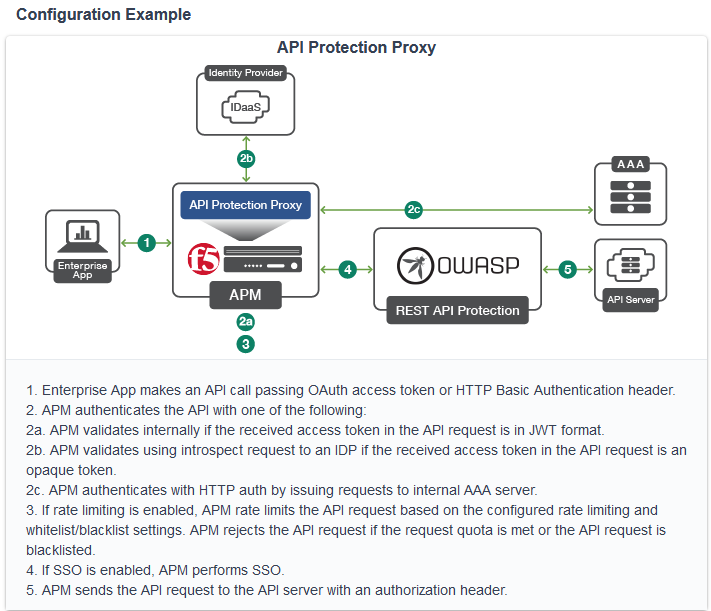 Configuration Example
API Protection Proxy
Identity Provider
IDaaS
2b
AAA
API Protection Proxy
2c
1
f5
Enterprise
App
4
OWASP
5
APM
REST API Protection
API Server
2a
3
1. Enterprise App makes an API call passing OAuth access token or HTTP Basic Authentication header.
2. APM authenticates the API with one of the following:
2a. APM validates internally if the received access token in the API request is in JWT format.
2b. APM validates using introspect request to an IDP if the received access token in the API request is an
opaque token.
2c. APM authenticates with HTTP auth by issuing requests to internal AAA server.
3. If rate limiting is enabled, APM rate limits the API request based on the configured rate limiting and
whitelist/blacklist settings. APM rejects the API request if the request quota is met or the API request is
blacklisted.
4. If SSO is enabled, APM performs SSO.
5. APM sends the API request to the API server with an authorization header.